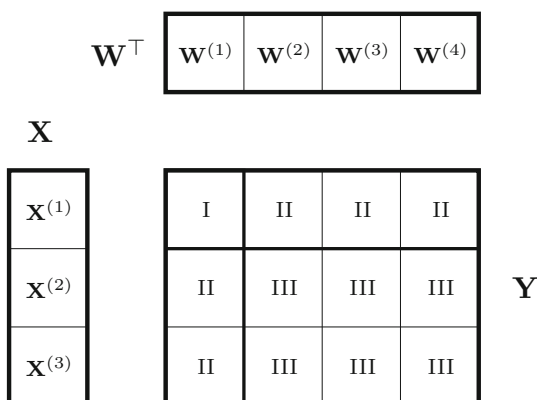 W⊤ W(1) W(2) W(3) W(4)
X
X(1) I II II II
X(2) II III III III Y
X(3) II III III III